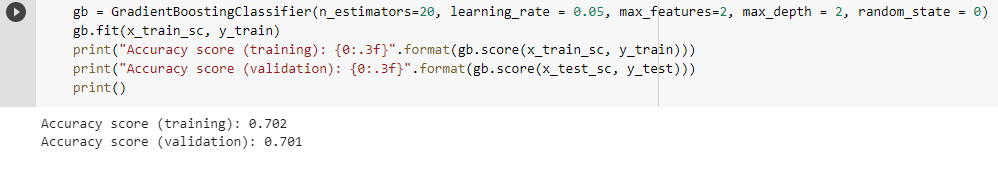 gb = GradientBoostingClassifier(n_estimators=20, learning_rate = 0.05, max_features=2, max_depth = 2, random_state = 0)
gb.fit(x_train_sc, y_train)
print("Accuracy score (training): {0:.3f}".format(gb.score(x_train_sc, y_train)))
print("Accuracy score (validation): {0:.3f}".format(gb.score(x_test_sc, y_test)))
print()
Accuracy score (training): 0.702
Accuracy score (validation): 0.701